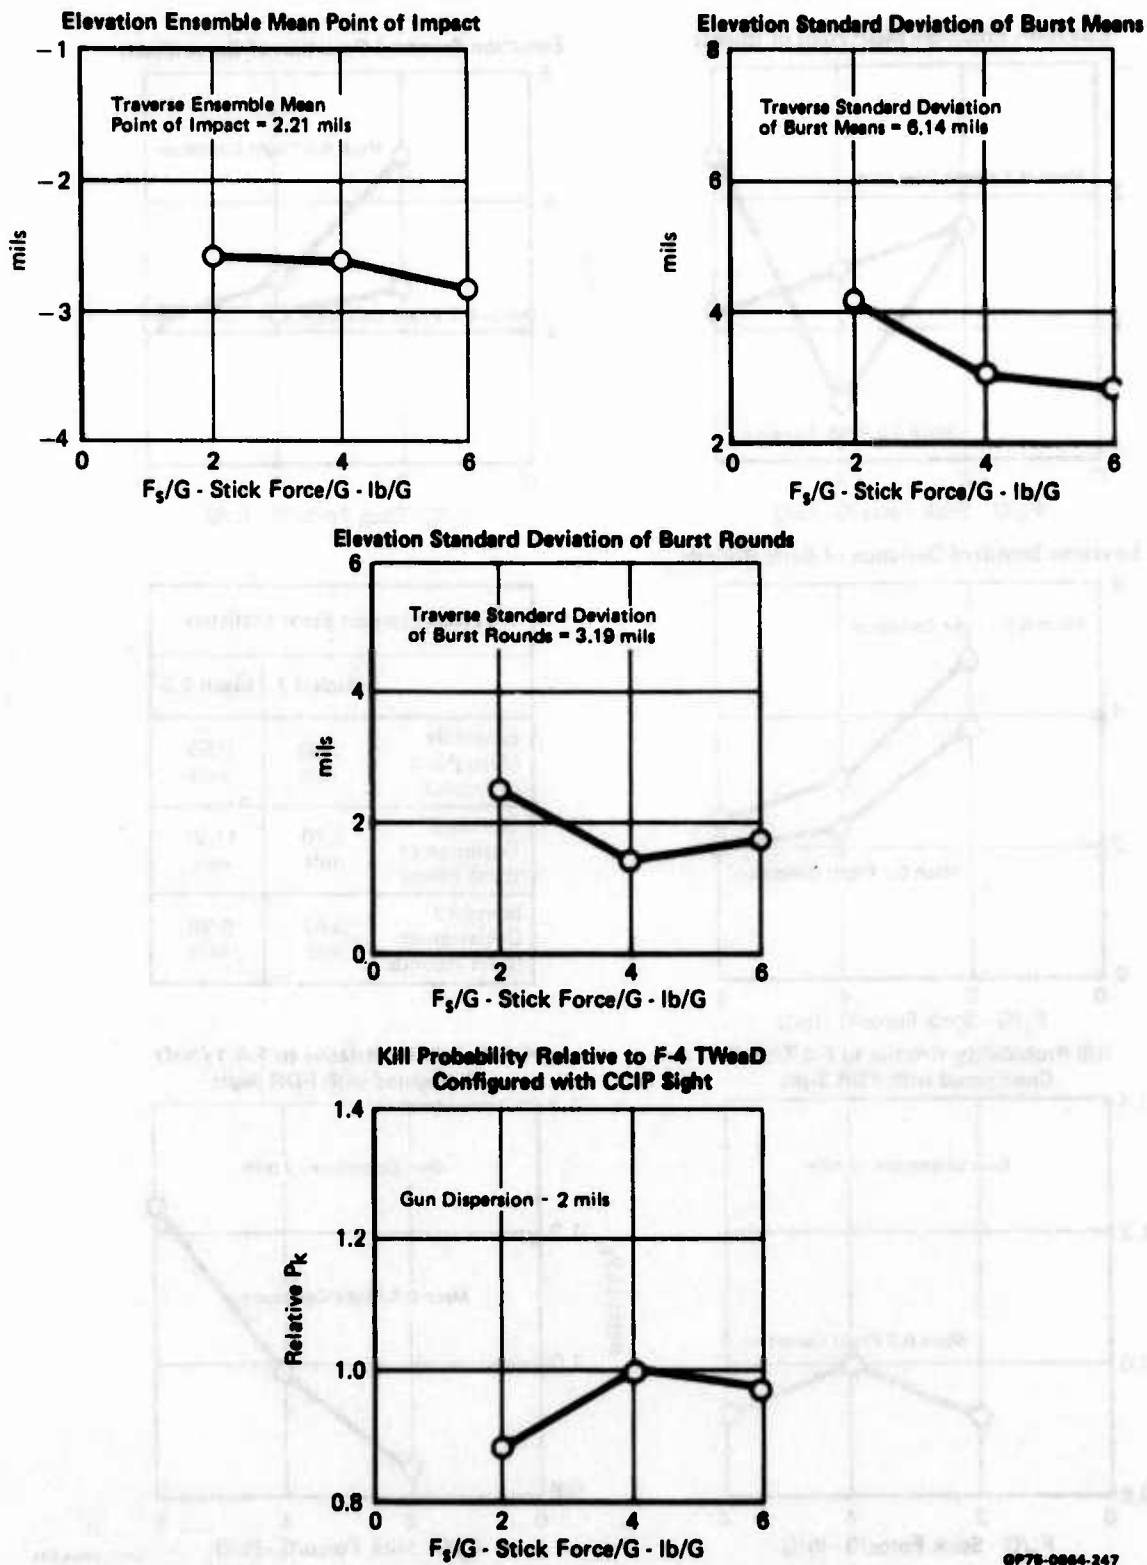 Elevation Ensemble Mean Point of Impact
-1
Traverse Ensemble Mean
Point of Impact = 2.21 mils
-2
mils
-3
-4
0 2 4 6
Fs/G - Stick Force/G - lb/G
Elevation Standard Deviation of Burst Means
8
Traverse Standard Deviation
of Burst Means = 6.14 mils
6
mils
4
2
0 2 4 6
Fs/G - Stick Force/G - lb/G
Elevation Standard Deviation of Burst Rounds
6
Traverse Standard Deviation
of Burst Rounds = 3.19 mils
4
mils
2
0
0 2 4 6
Fs/G - Stick Force/G - lb/G
Kill Probability Relative to F-4 TWeaD
Configured with CCIP Sight
1.4
Gun Dispersion - 2 mils
1.2
Relative Pk
1.0
0.8
0 2 4 6
Fs/G - Stick Force/G - lb/G